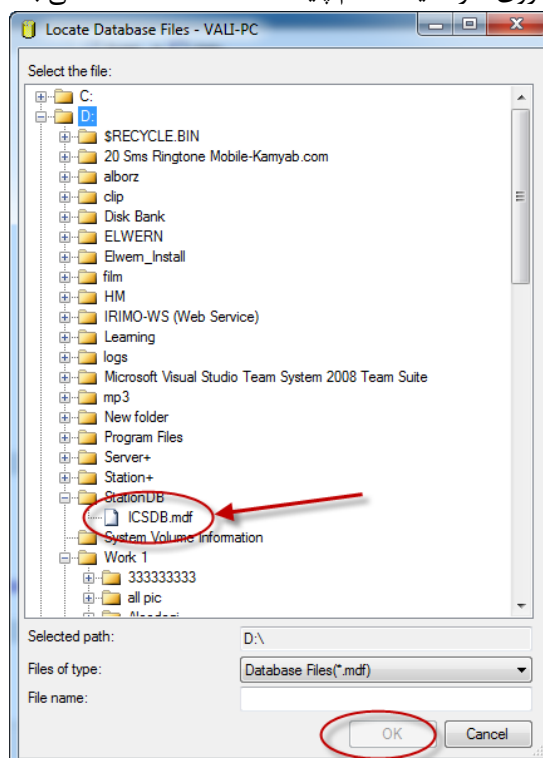 Locate Database Files - VALI-PC
Select the file:
C:
D:
$RECYCLE.BIN
20 Sms Ringtone Mobile-Kamyab.com
alborz
clip
Disk Bank
ELWERN
Elwern_Install
film
HM
IRIMO-WS (Web Service)
Learning
logs
Microsoft Visual Studio Team System 2008 Team Suite
mp3
New folder
Program Files
Server+
Station+
StationDB
ICSDB.mdf
System Volume Information
Work 1
333333333
all pic
Selected path: D:\
Files of type: Database Files(*.mdf)
File name:
OK Cancel